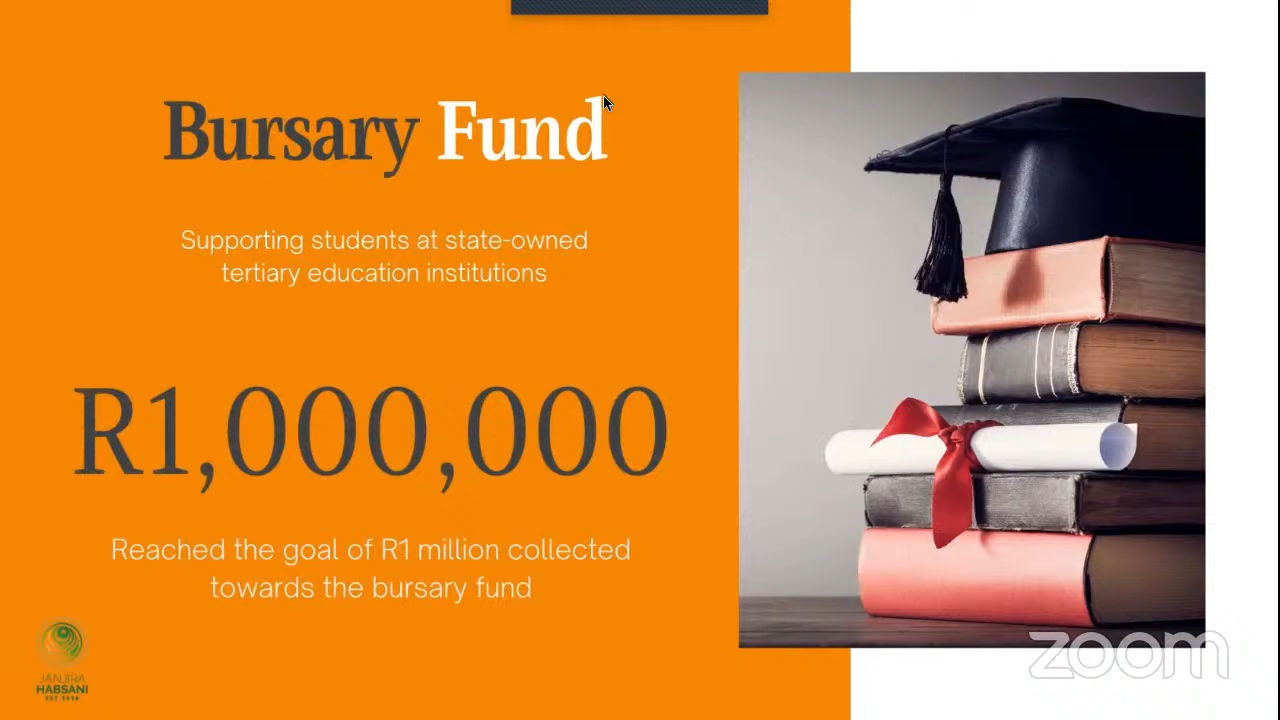 Bursary Fund
Supporting students at state-owned
tertiary education institutions
R1,000,000
Reached the goal of R1 million collected
towards the bursary fund
JANJIRA
HABSANI
zoom